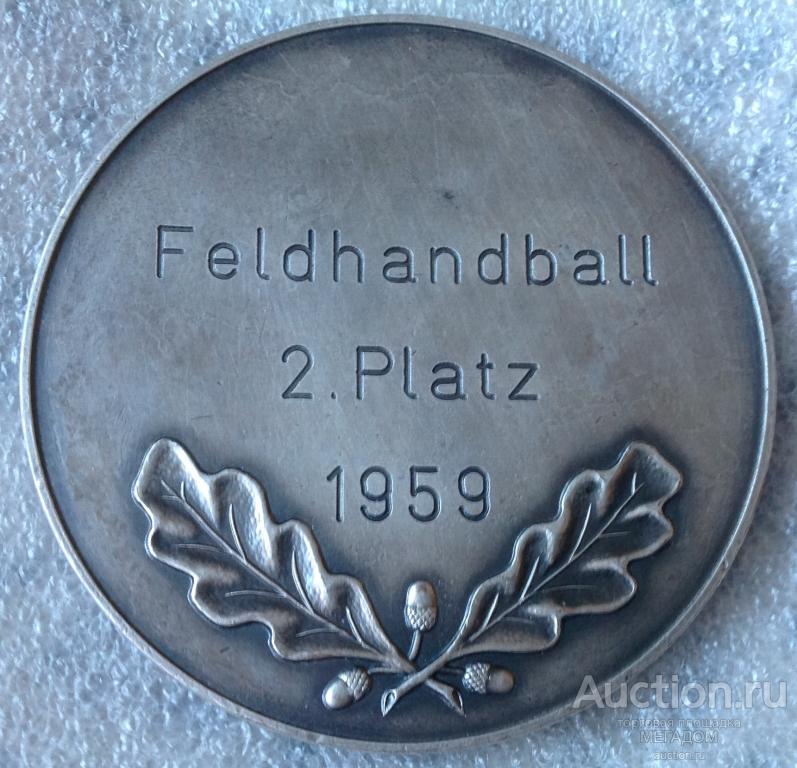 Feldhandball
2.Platz
1959
Auction.ru
торговая площадка
МЕГАДОМ
auction.ru